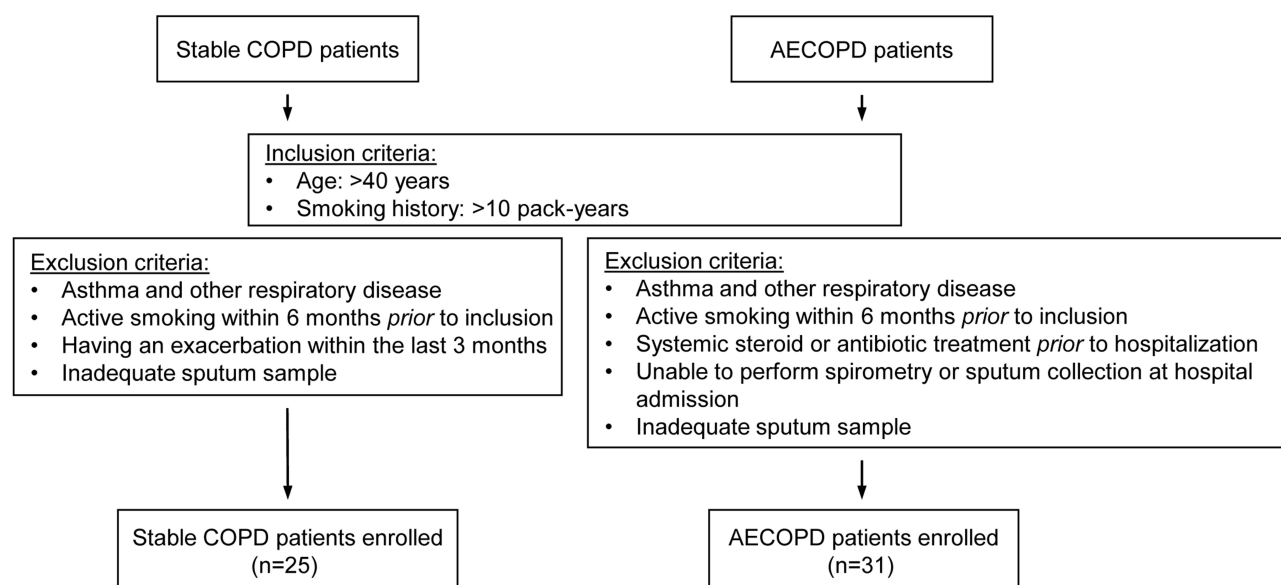 Stable COPD patients
AECOPD patients
Inclusion criteria:
• Age: >40 years
• Smoking history: >10 pack-years
Exclusion criteria:
• Asthma and other respiratory disease
• Active smoking within 6 months prior to inclusion
• Having an exacerbation within the last 3 months
• Inadequate sputum sample
Exclusion criteria:
• Asthma and other respiratory disease
• Active smoking within 6 months prior to inclusion
• Systemic steroid or antibiotic treatment prior to hospitalization
• Unable to perform spirometry or sputum collection at hospital
admission
• Inadequate sputum sample
Stable COPD patients enrolled
(n=25)
AECOPD patients enrolled
(n=31)